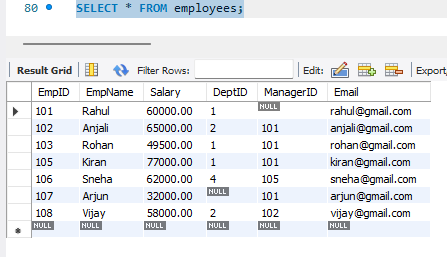 80 SELECT * FROM employees;
Result Grid Filter Rows: Edit: Export
EmpID EmpName Salary DeptID ManagerID Email
101 Rahul 60000.00 1 NULL rahul@gmail.com
102 Anjali 65000.00 2 101 anjali@gmail.com
103 Rohan 49500.00 1 101 rohan@gmail.com
105 Kiran 77000.00 1 101 kiran@gmail.com
106 Sneha 62000.00 4 105 sneha@gmail.com
107 Arjun 32000.00 NULL 101 arjun@gmail.com
108 Vijay 58000.00 2 102 vijay@gmail.com
NULL NULL NULL NULL NULL NULL